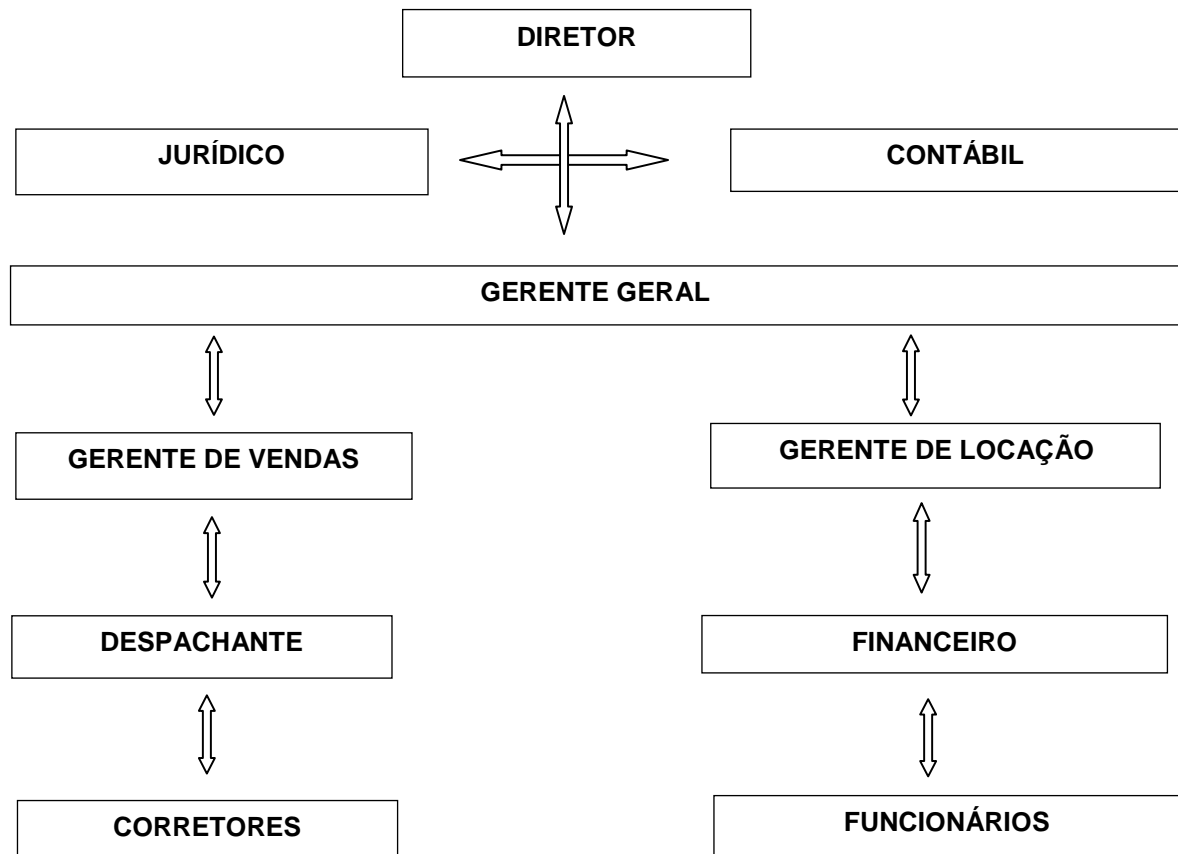 DIRETOR
JURÍDICO
CONTÁBIL
GERENTE GERAL
GERENTE DE VENDAS
GERENTE DE LOCAÇÃO
DESPACHANTE
FINANCEIRO
CORRETORES
FUNCIONÁRIOS